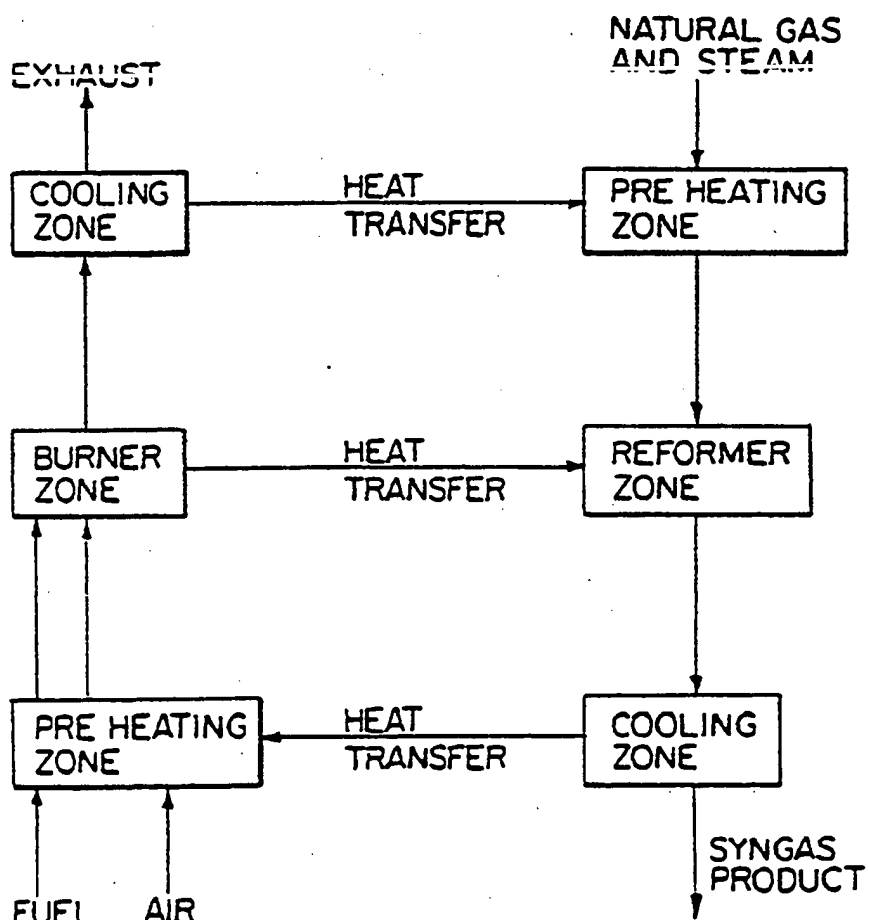 NATURAL GAS
AND STEAM
EXHAUST
COOLING
ZONE
HEAT
TRANSFER
PRE HEATING
ZONE
BURNER
ZONE
HEAT
TRANSFER
REFORMER
ZONE
PRE HEATING
ZONE
HEAT
TRANSFER
COOLING
ZONE
SYNGAS
PRODUCT
FUEL
AIR